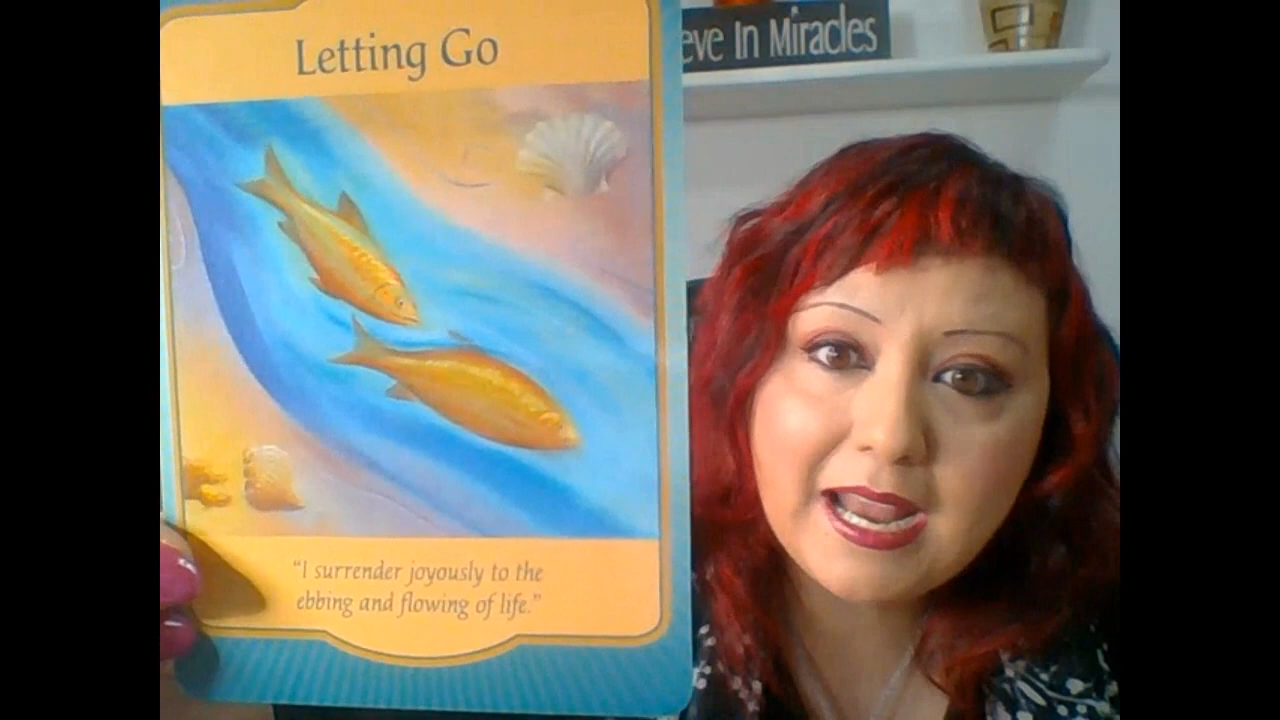 Letting Go
eve In Miracles
"I surrender joyously to the
ebbing and flowing of life."